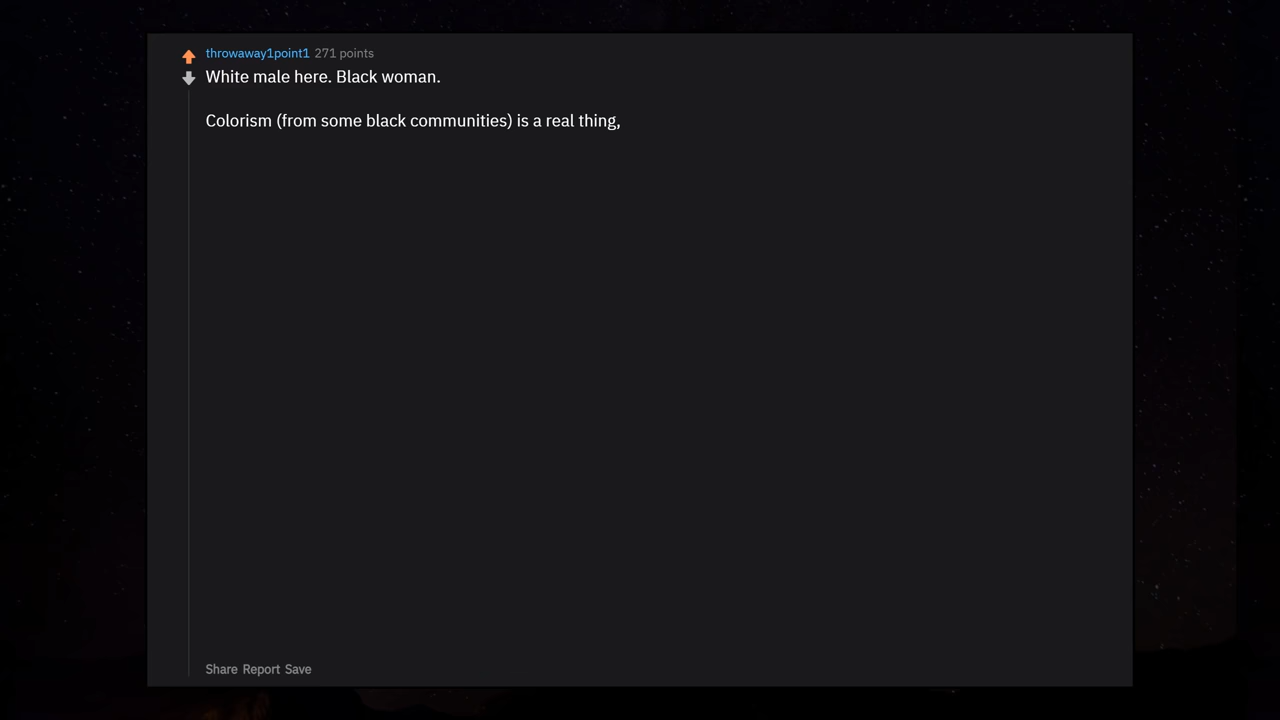 throwaway1point1 271 points
White male here. Black woman.
Colorism (from some black communities) is a real thing,
Share Report Save